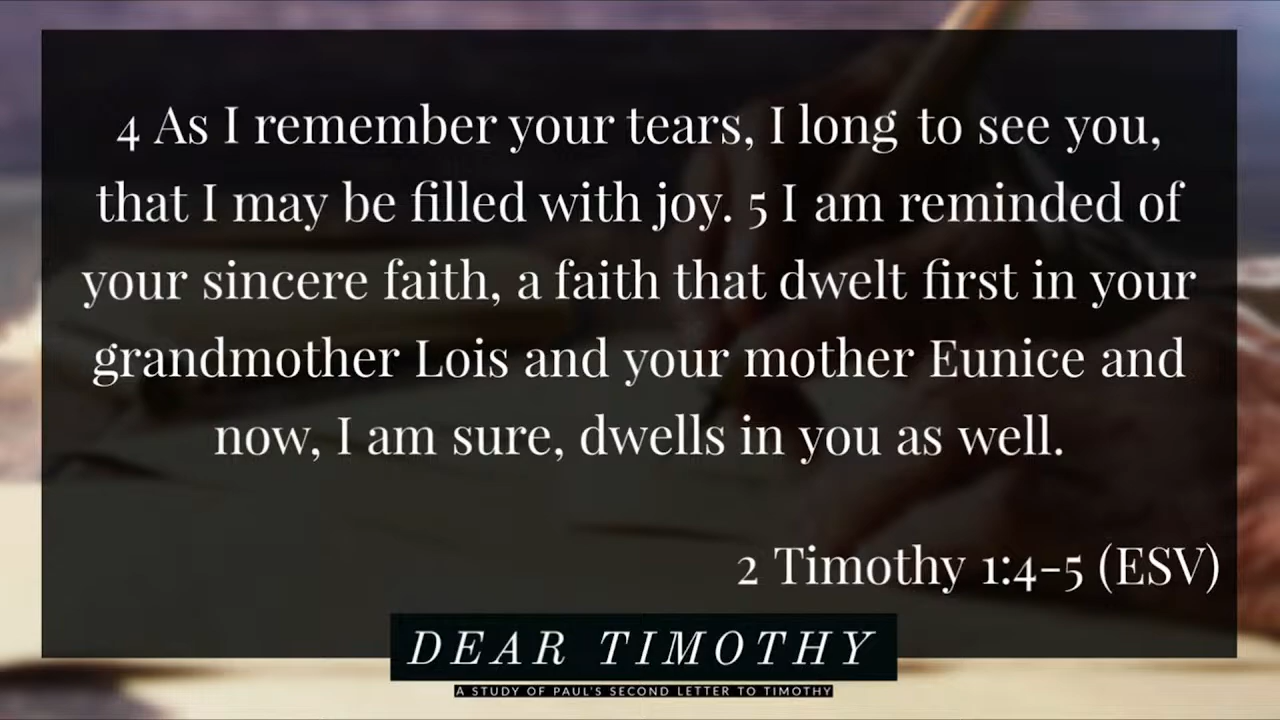 4 As I remember your tears, I long to see you,
that I may be filled with joy. 5 I am reminded of
your sincere faith, a faith that dwelt first in your
grandmother Lois and your mother Eunice and
now, I am sure, dwells in you as well.
2 Timothy 1:4-5 (ESV)
DEAR TIMOTHY
A STUDY OF PAUL'S SECOND LETTER TO TIMOTHY